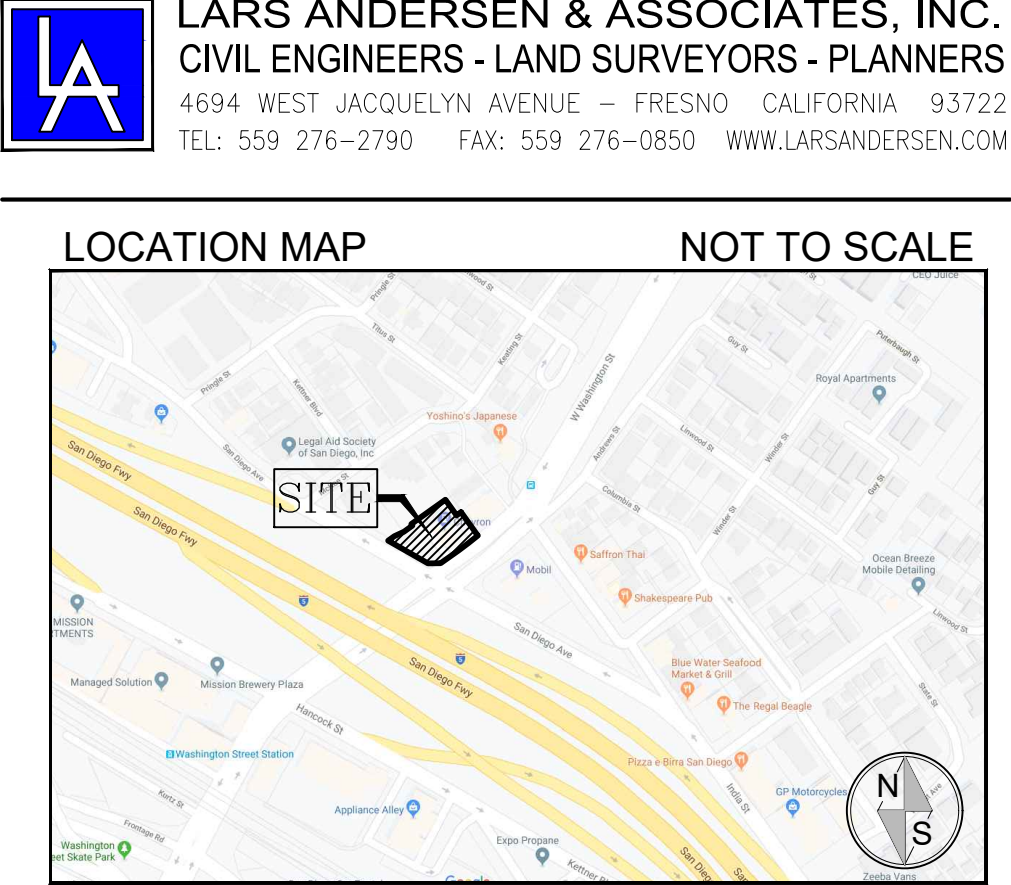 LA
LARS ANDERSEN & ASSOCIATES, INC.
CIVIL ENGINEERS - LAND SURVEYORS - PLANNERS
4694 WEST JACQUELYN AVENUE – FRESNO CALIFORNIA 93722
TEL: 559 276-2790 FAX: 559 276-0850 WWW.LARSANDERSEN.COM
LOCATION MAP
NOT TO SCALE
CEO Juice
Pringle St
Titus St
Keating St
W Washington St
Guy St
Puterbaugh St
Royal Apartments
Pringle St
Kettner Blvd
Yoshino's Japanese
Andrews St
Linwood St
Winder St
Guy St
San Diego Fwy
San Diego Ave
Legal Aid Society
of San Diego, Inc
SITE
Columbia St
Winder St
San Diego Fwy
Mobil
Saffron Thai
Ocean Breeze
Mobile Detailing
5
Shakespeare Pub
Linwood St
MISSION
San Diego Ave
5
San Diego Fwy
Blue Water Seafood
Market & Grill
Managed Solution
Mission Brewery Plaza
State St
The Regal Beagle
Hancock St
Washington Street Station
Pizza e Birra San Diego
India St
GP Motorcycles
N
S
Kurtz St
Appliance Alley
Frontage Rd
Washington
eet Skate Park
Expo Propane
Kettner
San Diego
Zeeba Vans